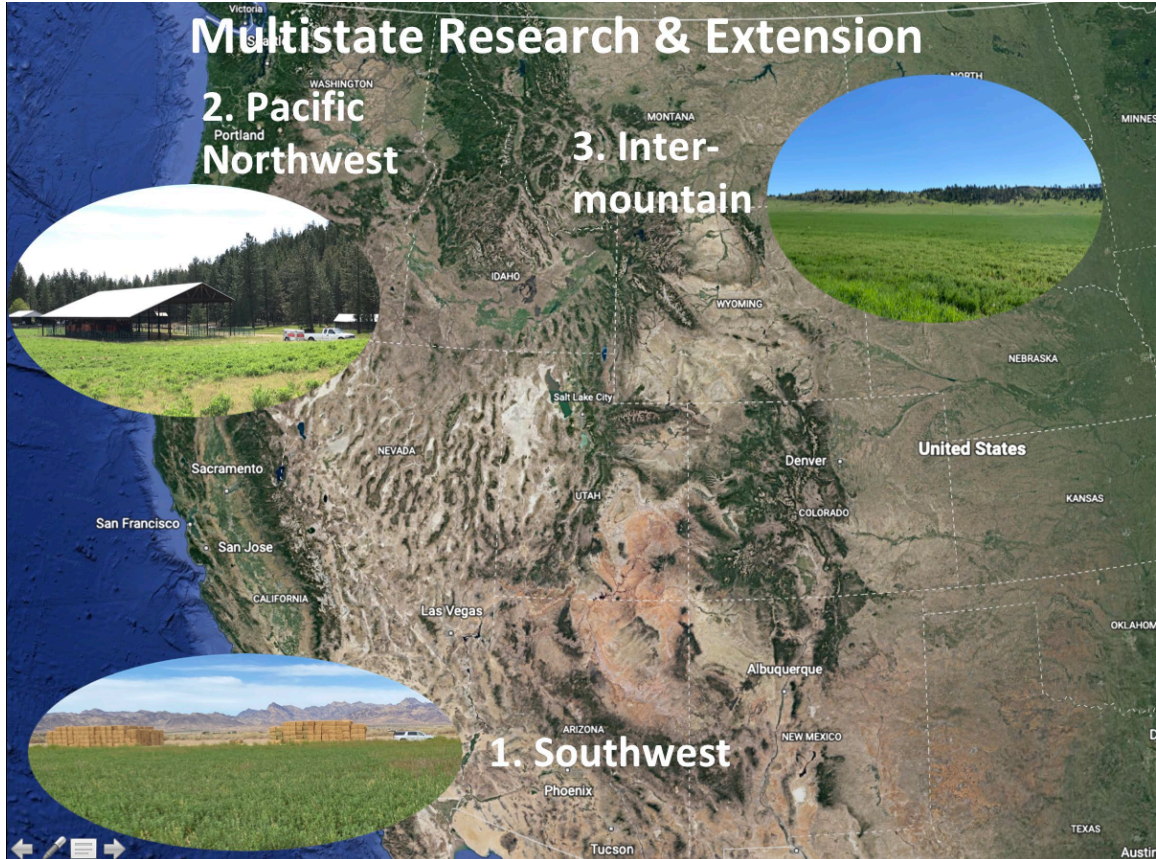 Victoria
Multistate Research & Extension
WASHINGTON
NORTH
2. Pacific
Northwest
Portland
MONTANA
MINNES
3. Inter-
mountain
IDAHO
WYOMING
NEBRASKA
Salt Lake City
NEVADA
United States
Denver
Sacramento
UTAH
KANSAS
COLORADO
San Francisco
San Jose
CALIFORNIA
Las Vegas
OKLAHOM
Albuquerque
ARIZONA
NEW MEXICO
D
1. Southwest
Phoenix
TEXAS
Tucson
Austin